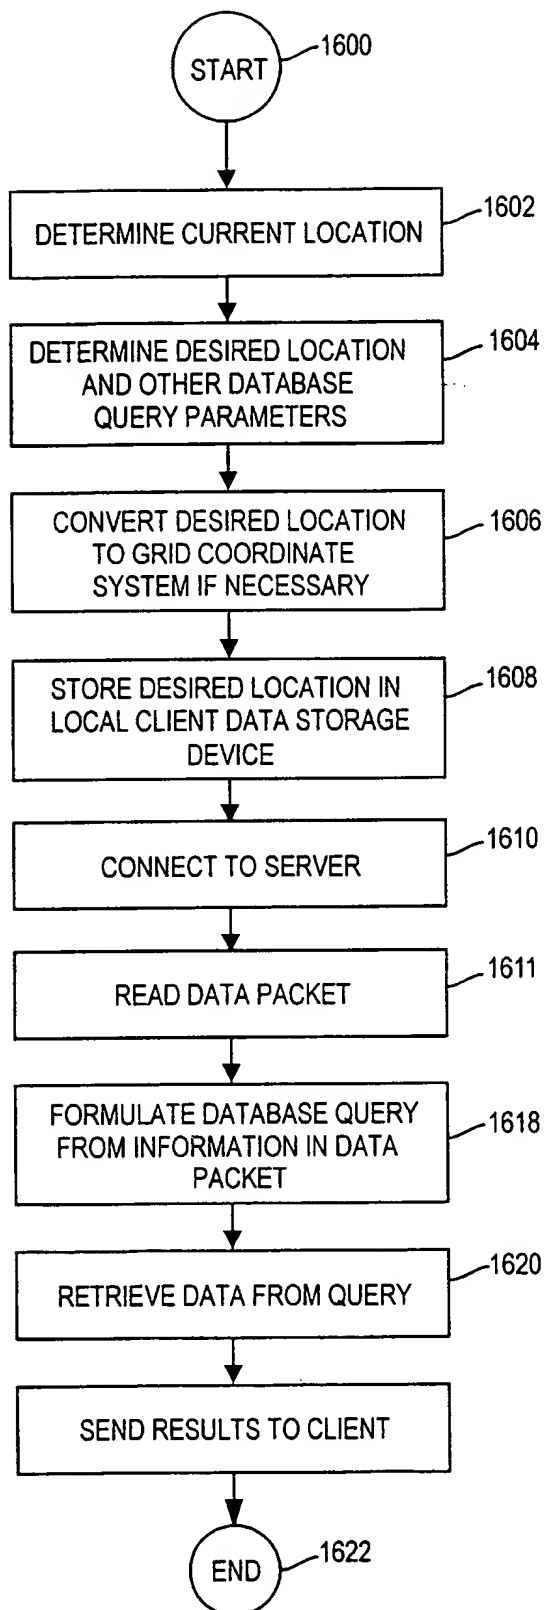 START
1600
DETERMINE CURRENT LOCATION
1602
DETERMINE DESIRED LOCATION
AND OTHER DATABASE
QUERY PARAMETERS
1604
CONVERT DESIRED LOCATION
TO GRID COORDINATE
SYSTEM IF NECESSARY
1606
STORE DESIRED LOCATION IN
LOCAL CLIENT DATA STORAGE
DEVICE
1608
CONNECT TO SERVER
1610
READ DATA PACKET
1611
FORMULATE DATABASE QUERY
FROM INFORMATION IN DATA
PACKET
1618
RETRIEVE DATA FROM QUERY
1620
SEND RESULTS TO CLIENT
END
1622